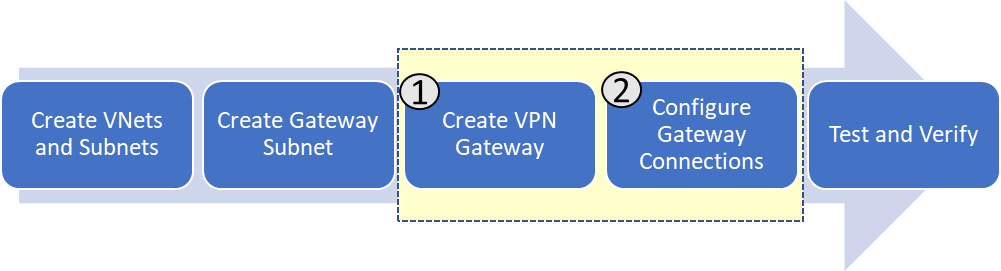 Create VNets
and Subnets
Create Gateway
Subnet
1
Create VPN
Gateway
2
Configure
Gateway
Connections
Test and Verify